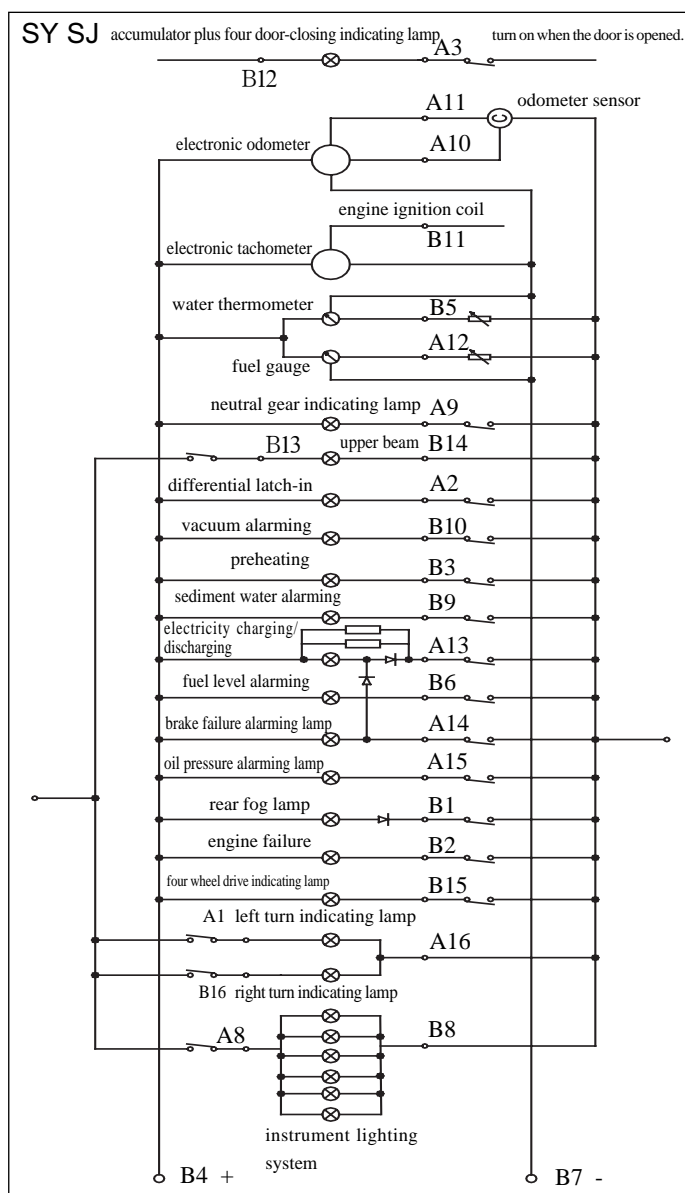 SY SJ accumulator plus four door-closing indicating lamp A3 turn on when the door is opened.
B12
A11 odometer sensor
electronic odometer A10
engine ignition coil
B11
electronic tachometer
water thermometer B5
A12
fuel gauge
neutral gear indicating lamp A9
B13 upper beam B14
differential latch-in A2
vacuum alarming B10
preheating B3
sediment water alarming B9
electricity charging/
discharging A13
fuel level alarming B6
brake failure alarming lamp A14
oil pressure alarming lamp A15
rear fog lamp B1
engine failure B2
four wheel drive indicating lamp B15
A1 left turn indicating lamp
A16
B16 right turn indicating lamp
A8 B8
instrument lighting
system
B4 + B7 -